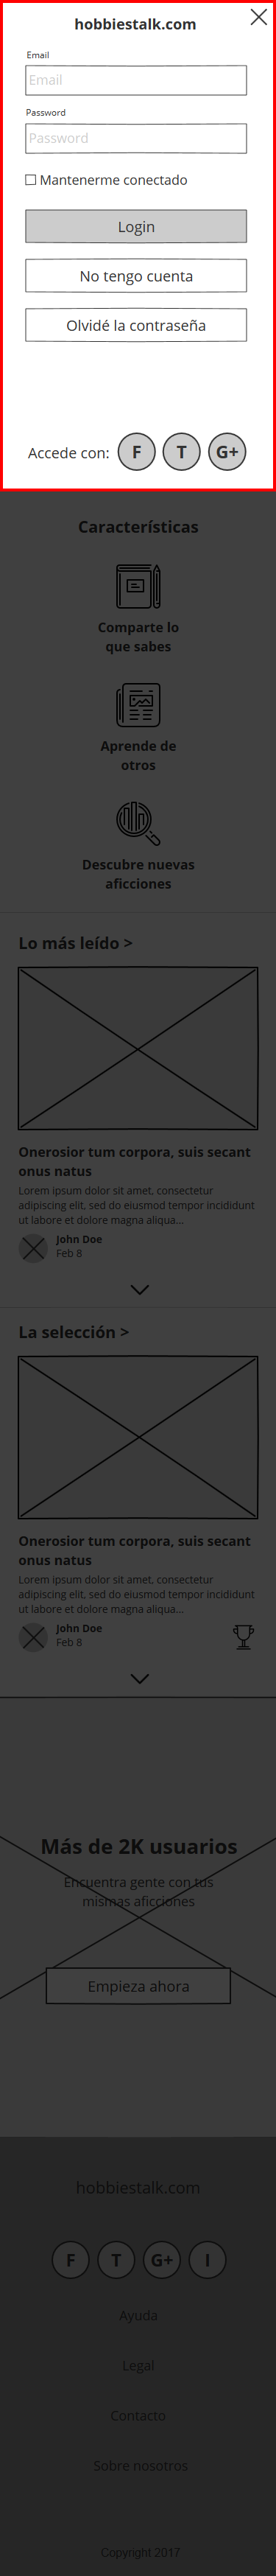 hobbiestalk.com
Email
Email
Password
Password
Mantenerme conectado
Login
No tengo cuenta
Olvidé la contraseña
Accede con: F T G+
Características
Comparte lo
que sabes
Aprende de
otros
Descubre nuevas
aficciones
Lo más leído >
Onerosior tum corpora, suis secant
onus natus
Lorem ipsum dolor sit amet, consectetur
adipiscing elit, sed do eiusmod tempor incididunt
ut labore et dolore magna aliqua...
John Doe
Feb 8
La selección >
Onerosior tum corpora, suis secant
onus natus
Lorem ipsum dolor sit amet, consectetur
adipiscing elit, sed do eiusmod tempor incididunt
ut labore et dolore magna aliqua...
John Doe
Feb 8
Más de 2K usuarios
Encuentra gente con tus
mismas aficciones
Empieza ahora
hobbiestalk.com
F T G+ I
Ayuda
Legal
Contacto
Sobre nosotros
Copyright 2017